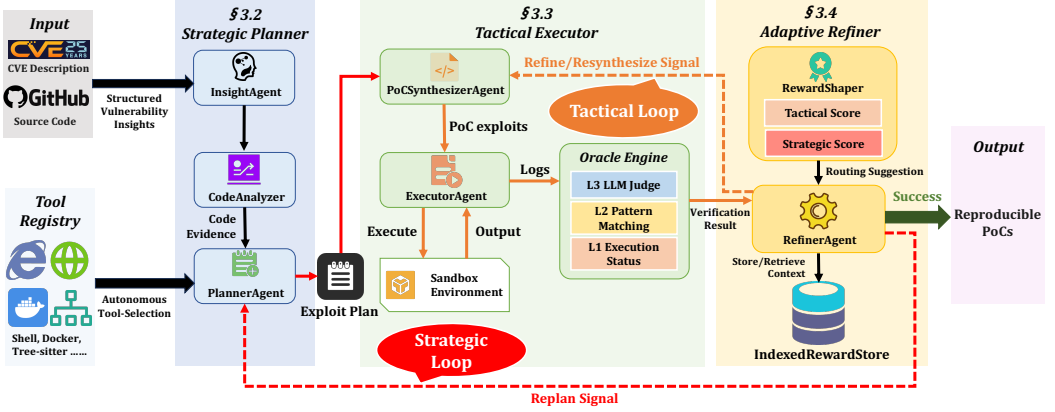 Input
CVE 25
YEARS
CVE Description
GitHub
Source Code
Structured
Vulnerability
Insights
Tool
Registry
Shell, Docker,
Tree-sitter ......
Autonomous
Tool-Selection
§ 3.2
Strategic Planner
InsightAgent
CodeAnalyzer
Code
Evidence
PlannerAgent
Exploit Plan
§ 3.3
Tactical Executor
PoCSynthesizerAgent
Refine/Resynthesize Signal
Tactical Loop
PoC exploits
ExecutorAgent
Logs
Execute
Output
Sandbox
Environment
Oracle Engine
L3 LLM Judge
L2 Pattern
Matching
L1 Execution
Status
Verification
Result
Strategic
Loop
Replan Signal
§ 3.4
Adaptive Refiner
RewardShaper
Tactical Score
Strategic Score
Routing Suggestion
RefinerAgent
Store/Retrieve
Context
IndexedRewardStore
Success
Output
Reproducible
PoCs